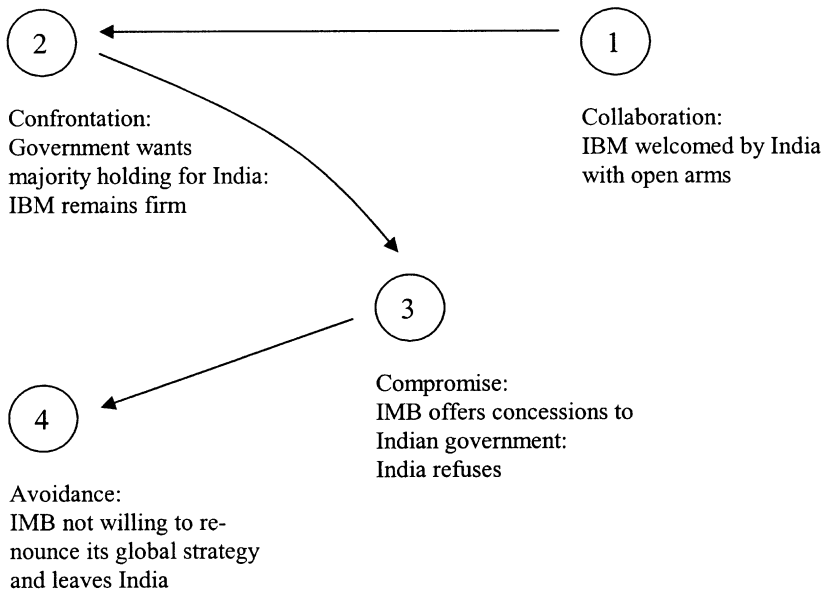 2
1
Confrontation:
Government wants
majority holding for India:
IBM remains firm
Collaboration:
IBM welcomed by India
with open arms
3
Compromise:
IMB offers concessions to
Indian government:
India refuses
4
Avoidance:
IMB not willing to re-
nounce its global strategy
and leaves India